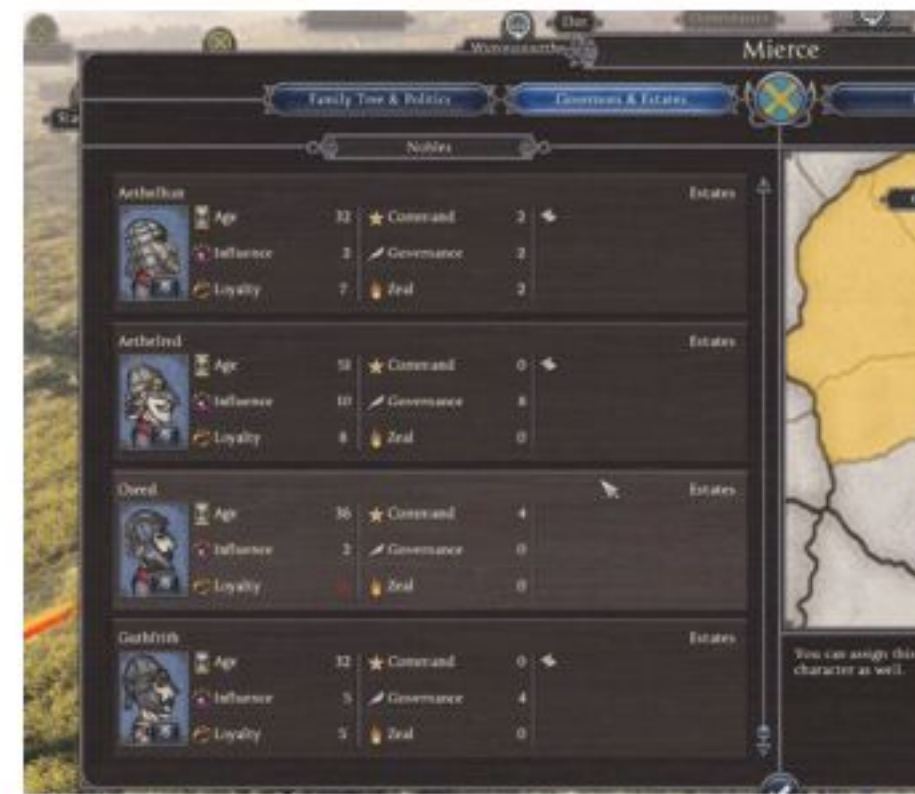 Mierce
Family Tree & Politics
Governors & Estates
Nobles
Aethelhun
Estates
Age 32 Command 2
Influence 2 Governance 2
Loyalty 7 Zeal 2
Aethelred
Estates
Age 51 Command 0
Influence 10 Governance 8
Loyalty 8 Zeal 0
Osred
Estates
Age 36 Command 4
Influence 2 Governance 0
Loyalty Zeal 0
Guthfrith
Estates
Age 32 Command 0
Influence 5 Governance 4
Loyalty 5 Zeal 0
You can assign this
character as well.